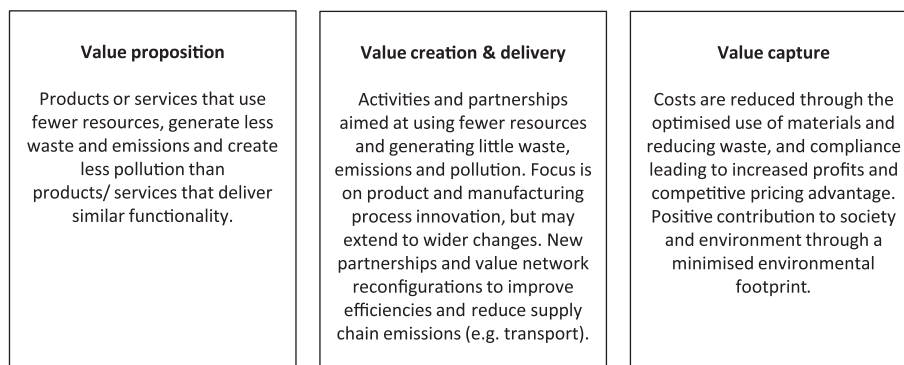 Value proposition
Products or services that use
fewer resources, generate less
waste and emissions and create
less pollution than
products/ services that deliver
similar functionality.
Value creation & delivery
Activities and partnerships
aimed at using fewer resources
and generating little waste,
emissions and pollution. Focus is
on product and manufacturing
process innovation, but may
extend to wider changes. New
partnerships and value network
reconfigurations to improve
efficiencies and reduce supply
chain emissions (e.g. transport).
Value capture
Costs are reduced through the
optimised use of materials and
reducing waste, and compliance
leading to increased profits and
competitive pricing advantage.
Positive contribution to society
and environment through a
minimised environmental
footprint.